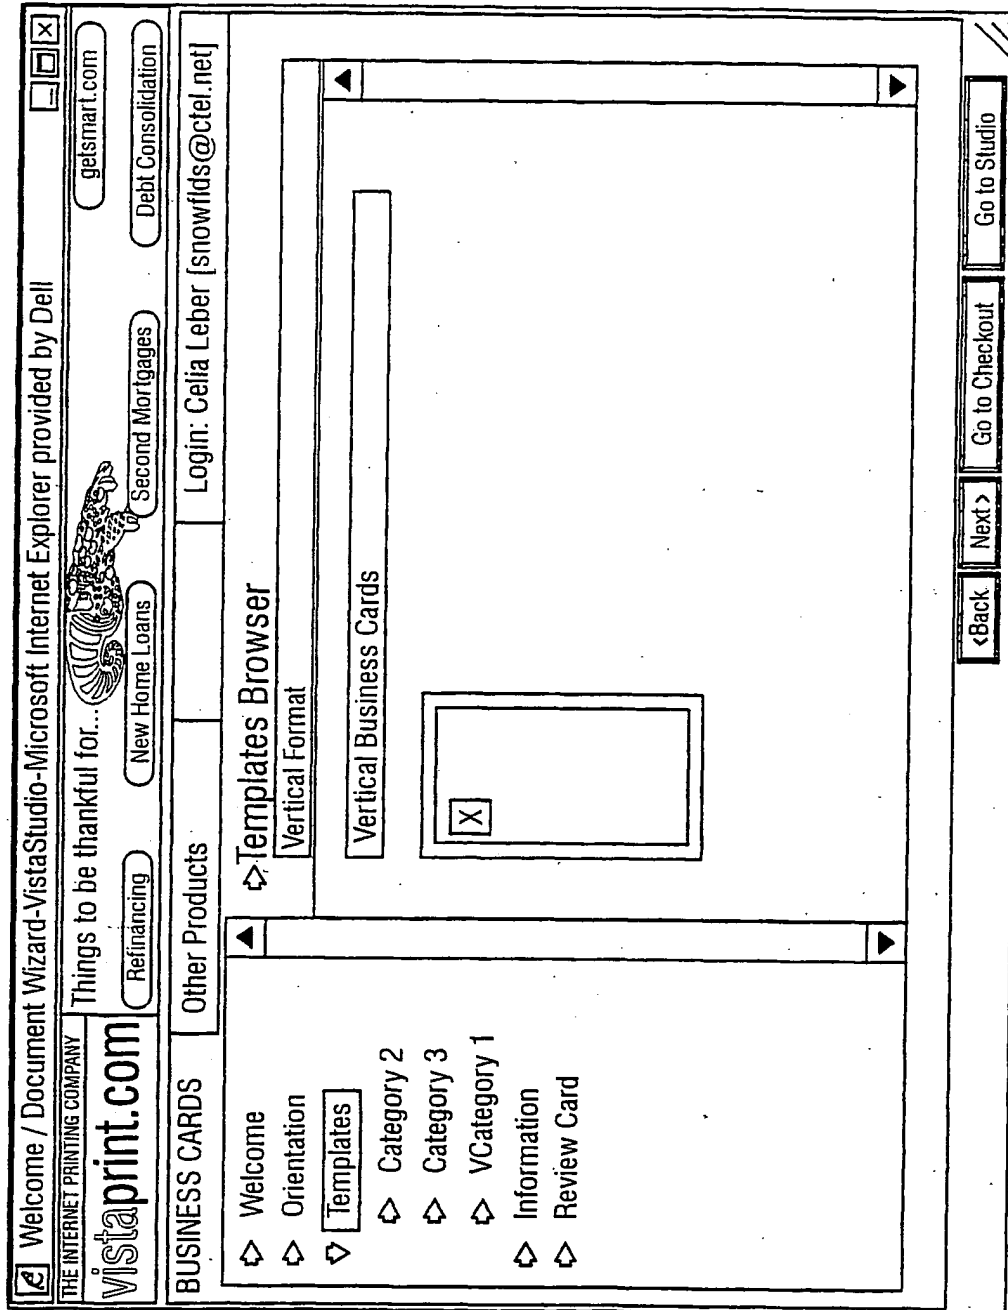 Welcome / Document Wizard-VistaStudio-Microsoft Internet Explorer provided by Dell
THE INTERNET PRINTING COMPANY
vistaprint.com
Things to be thankful for...
getsmart.com
Refinancing
New Home Loans
Second Mortgages
Debt Consolidation
BUSINESS CARDS
Other Products
Login: Celia Leber [snowflds@ctel.net]
Welcome
Orientation
Templates
Category 2
Category 3
VCategory 1
Information
Review Card
Templates Browser
Vertical Format
Vertical Business Cards
X
<Back
Next>
Go to Checkout
Go to Studio